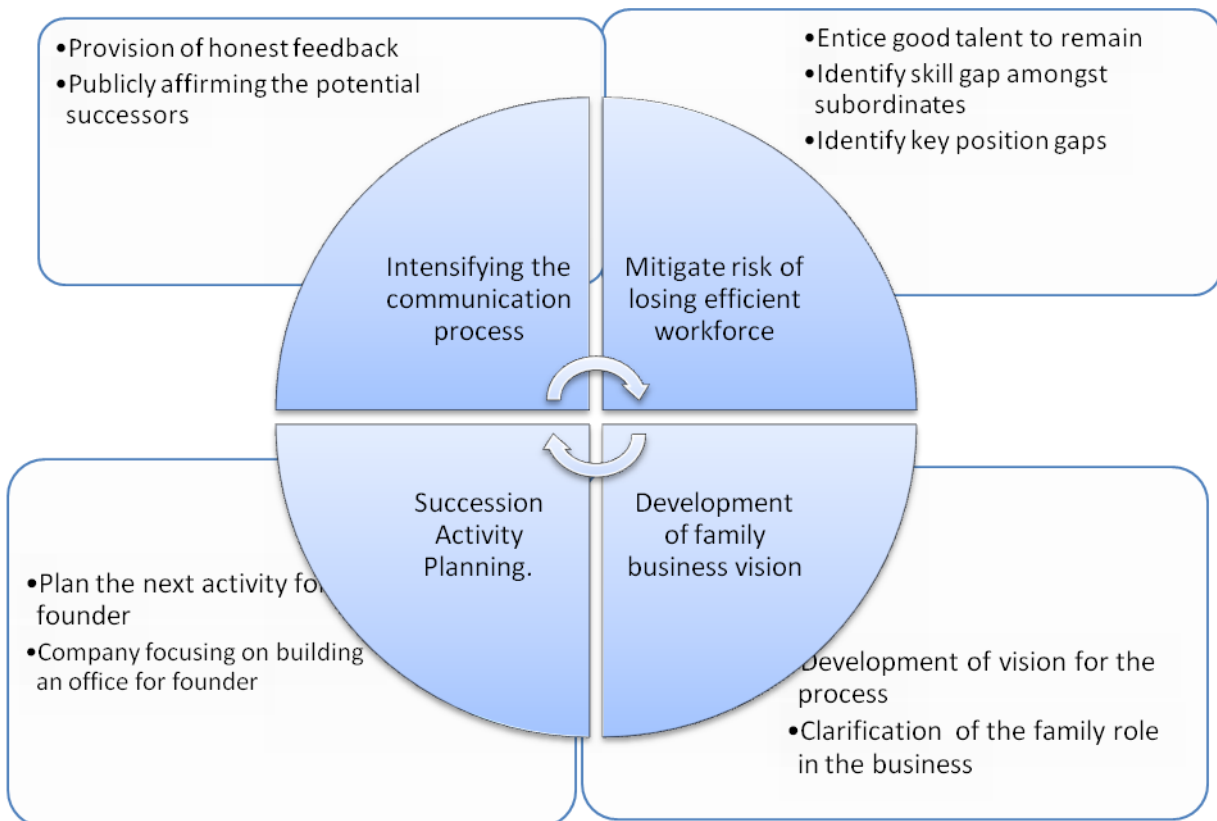 •Provision of honest feedback
•Publicly affirming the potential
successors
•Entice good talent to remain
•Identify skill gap amongst
subordinates
•Identify key position gaps
Intensifying the
communication
process
Mitigate risk of
losing efficient
workforce
Succession
Activity
Planning.
Development
of family
business vision
•Plan the next activity for
founder
•Company focusing on building
an office for founder
Development of vision for the
process
•Clarification of the family role
in the business